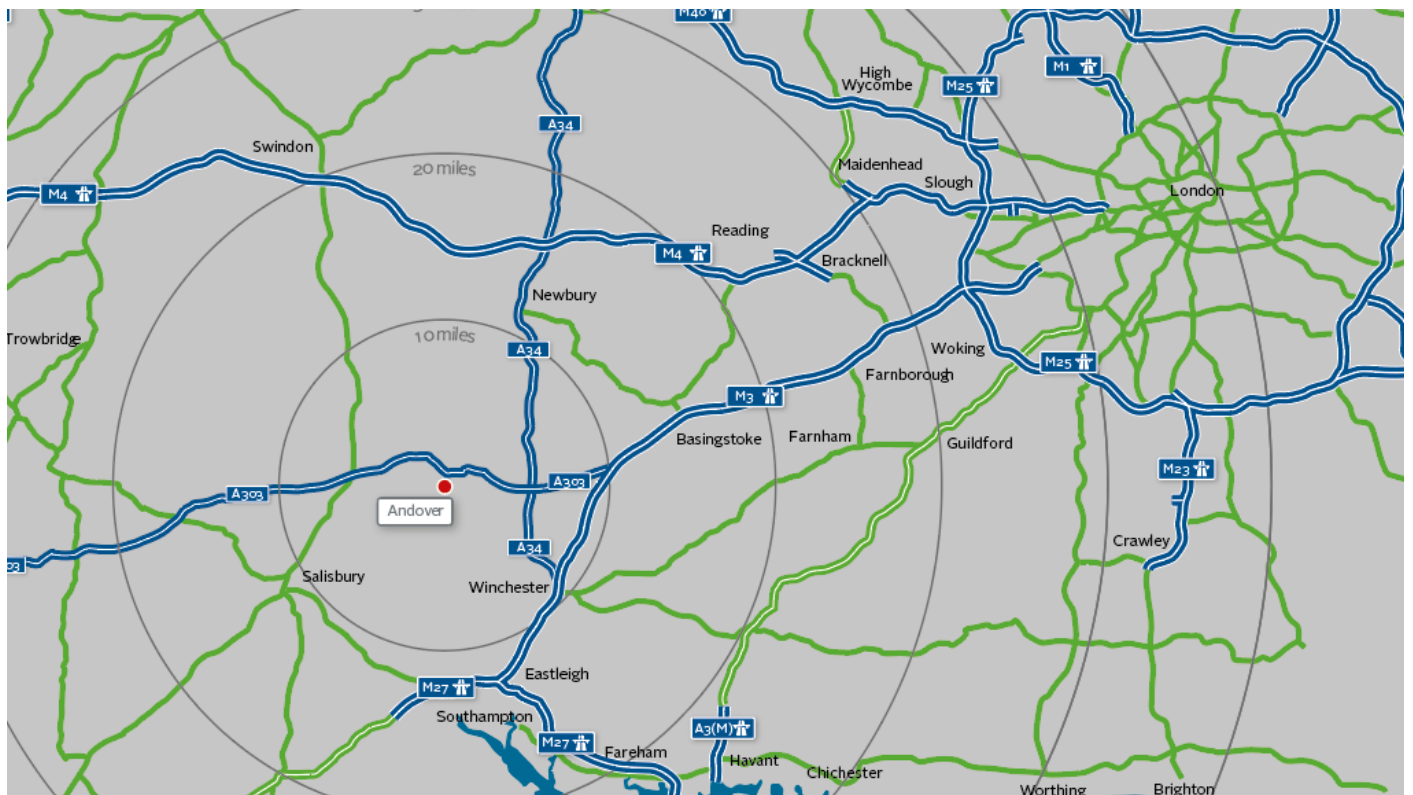 M40
High
Wycombe
M25
M1
A34
Swindon
20 miles
Maidenhead
Slough
London
M4
Reading
M4
Bracknell
Newbury
10 miles
Trowbridge
A34
Woking
M25
Farnborough
M3
Basingstoke
Farnham
Guildford
M23
A303
A303
Andover
Crawley
A34
03
Salisbury
Winchester
Eastleigh
M27
Southampton
M27
Fareham
A3(M)
Havant
Chichester
Worthing
Brighton